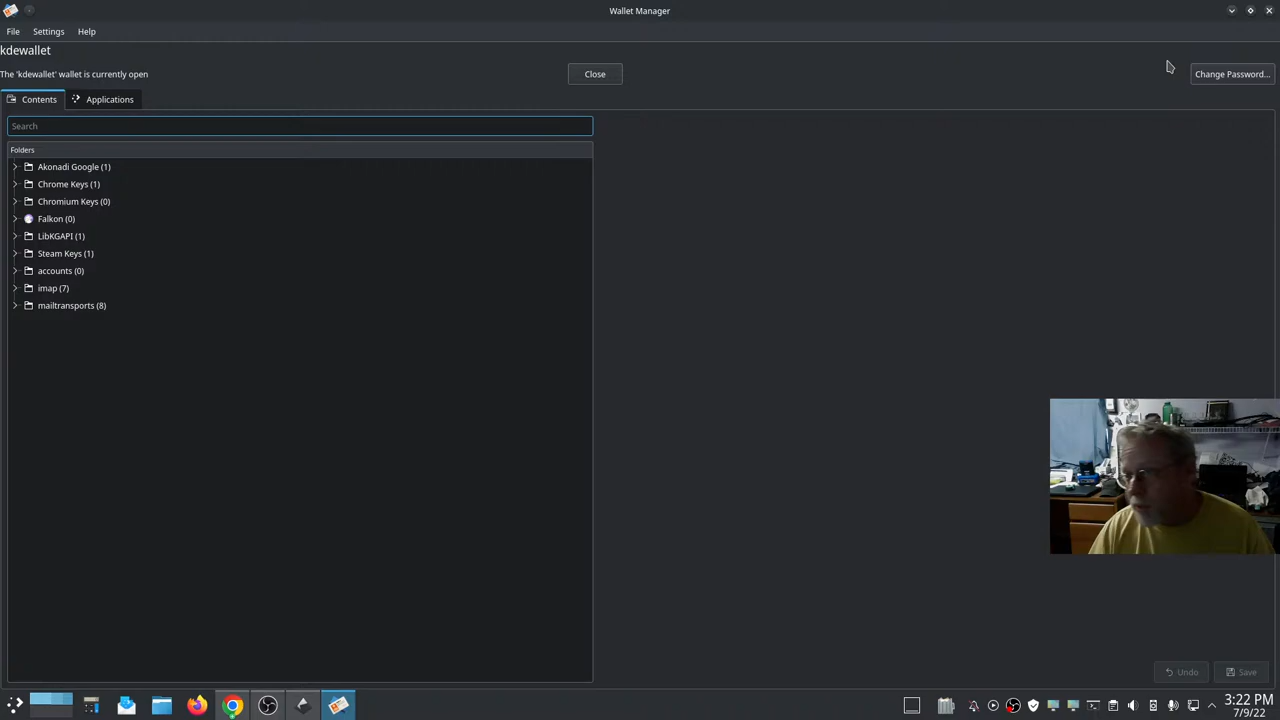 Wallet Manager
File Settings Help
kdewallet
The 'kdewallet' wallet is currently open
Close
Change Password...
Contents
Applications
Search
Folders
Akonadi Google (1)
Chrome Keys (1)
Chromium Keys (0)
Falkon (0)
LibKGAPI (1)
Steam Keys (1)
accounts (0)
imap (7)
mailtransports (8)
Undo
Save
3:22 PM
7/9/22